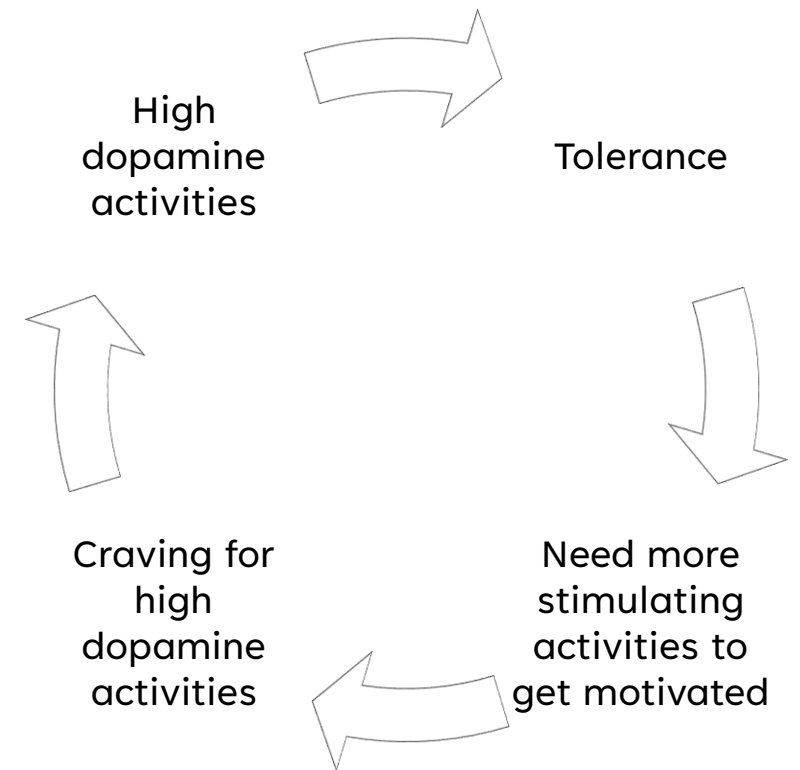 High
dopamine
activities
Tolerance
Need more
stimulating
activities to
get motivated
Craving for
high
dopamine
activities